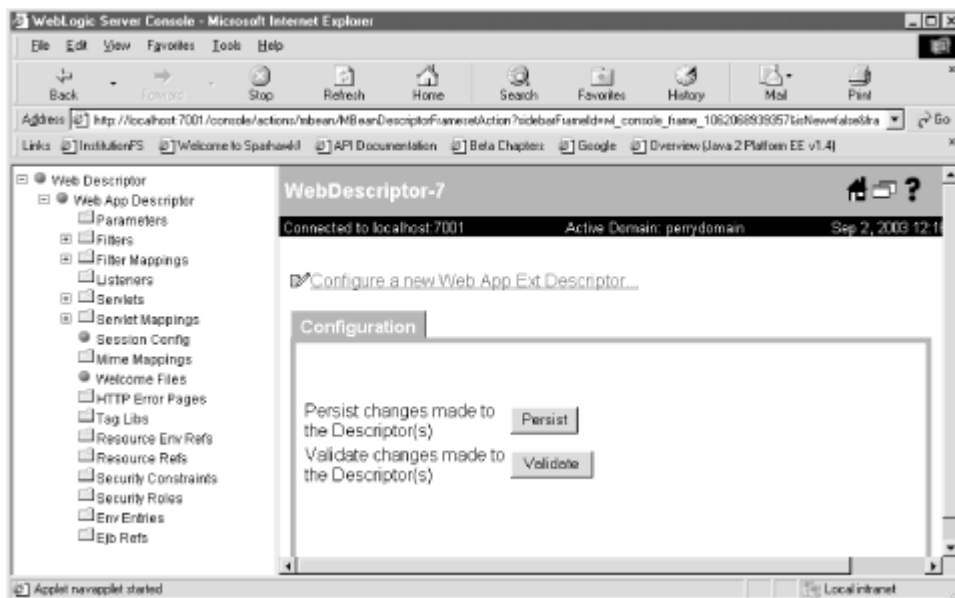 WebLogic Server Console - Microsoft Internet Explorer
File Edit View Favorites Tools Help
Back Forward Stop Refresh Home Search Favorites History Mail Print
Address http://localhost:7001/console/actions/mbean/MBeanDescriptorFramesetAction?sidebarFrameId=wl_console_frame_1062068939357&isNew=false&fra Go
Links InstitutionFS Welcome to Sparhawk! API Documentation Beta Chapters Google Overview (Java 2 Platform EE v1.4)
Web Descriptor
Web App Descriptor
Parameters
Filters
Filter Mappings
Listeners
Servlets
Servlet Mappings
Session Config
Mime Mappings
Welcome Files
HTTP Error Pages
Tag Libs
Resource Env Refs
Resource Refs
Security Constraints
Security Roles
Env Entries
Ejb Refs
WebDescriptor-7
?
Connected to localhost:7001 Active Domain: perrydomain Sep 2, 2003 12:1
Configure a new Web App Ext Descriptor...
Configuration
Persist changes made to
the Descriptor(s)
Persist
Validate changes made to
the Descriptor(s)
Validate
Applet navapplet started
Local intranet